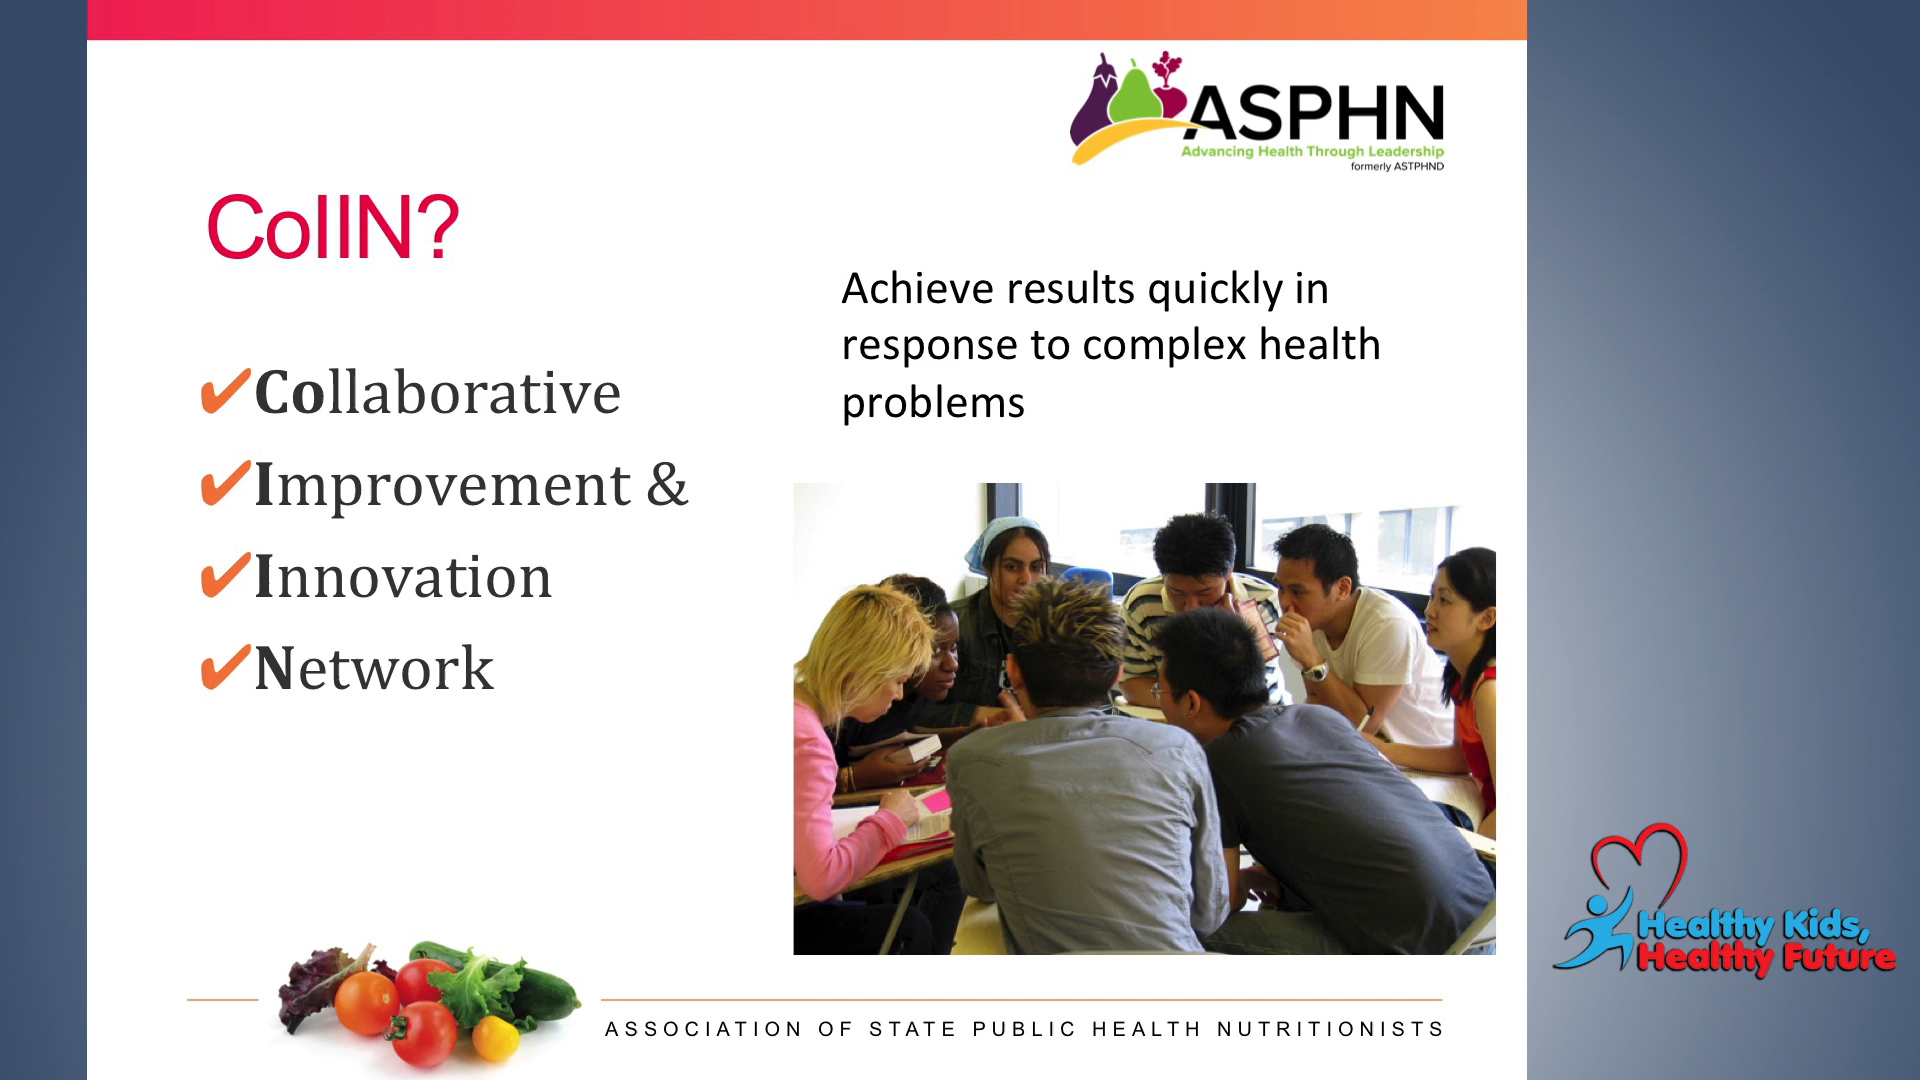 ASPHN
Advancing Health Through Leadership
formerly ASTPHND
CoIIN?
Achieve results quickly in
response to complex health
problems
✔Collaborative
✔Improvement &
✔Innovation
✔Network
Healthy Kids,
Healthy Future
ASSOCIATION OF STATE PUBLIC HEALTH NUTRITIONISTS